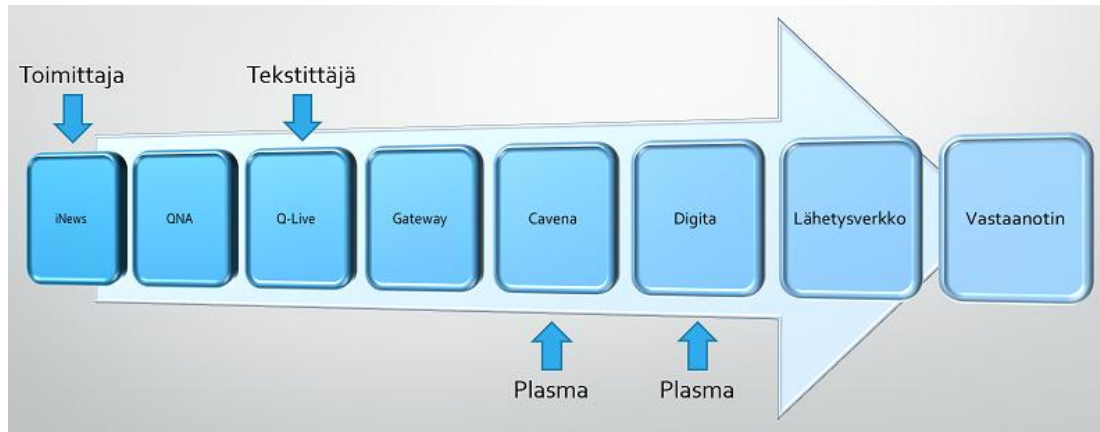 Toimittaja
Tekstittäjä
iNews
QNA
Q-Live
Gateway
Cavena
Digita
Lähetysverkko
Vastaanotin
Plasma
Plasma